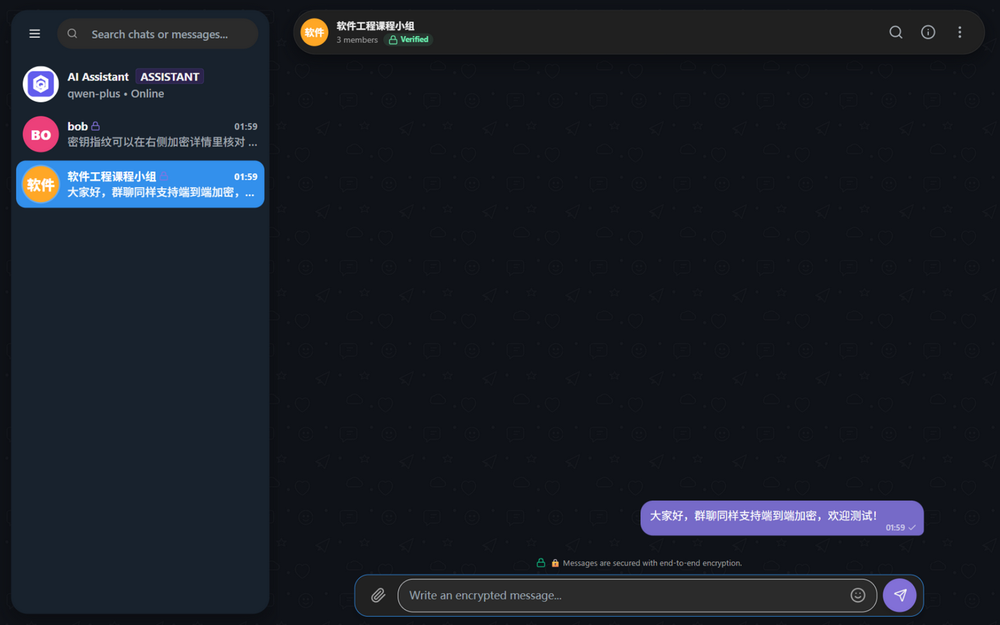 Search chats or messages...
AI Assistant ASSISTANT
qwen-plus • Online
BO
bob 01:59
密钥指纹可以在右侧加密详情里核对 ...
软件
软件工程课程小组 01:59
大家好，群聊同样支持端到端加密，...
软件
软件工程课程小组
3 members Verified
大家好，群聊同样支持端到端加密，欢迎测试！
01:59
Messages are secured with end-to-end encryption.
Write an encrypted message...